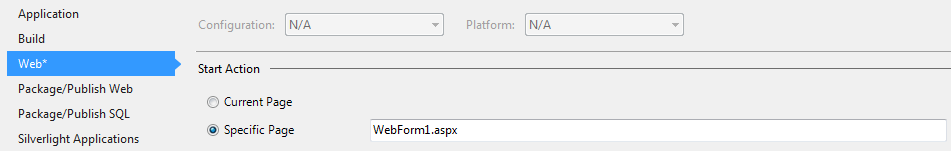 Application
Build
Web*
Package/Publish Web
Package/Publish SQL
Silverlight Applications
Configuration: N/A Platform: N/A
Start Action
Current Page
Specific Page WebForm1.aspx